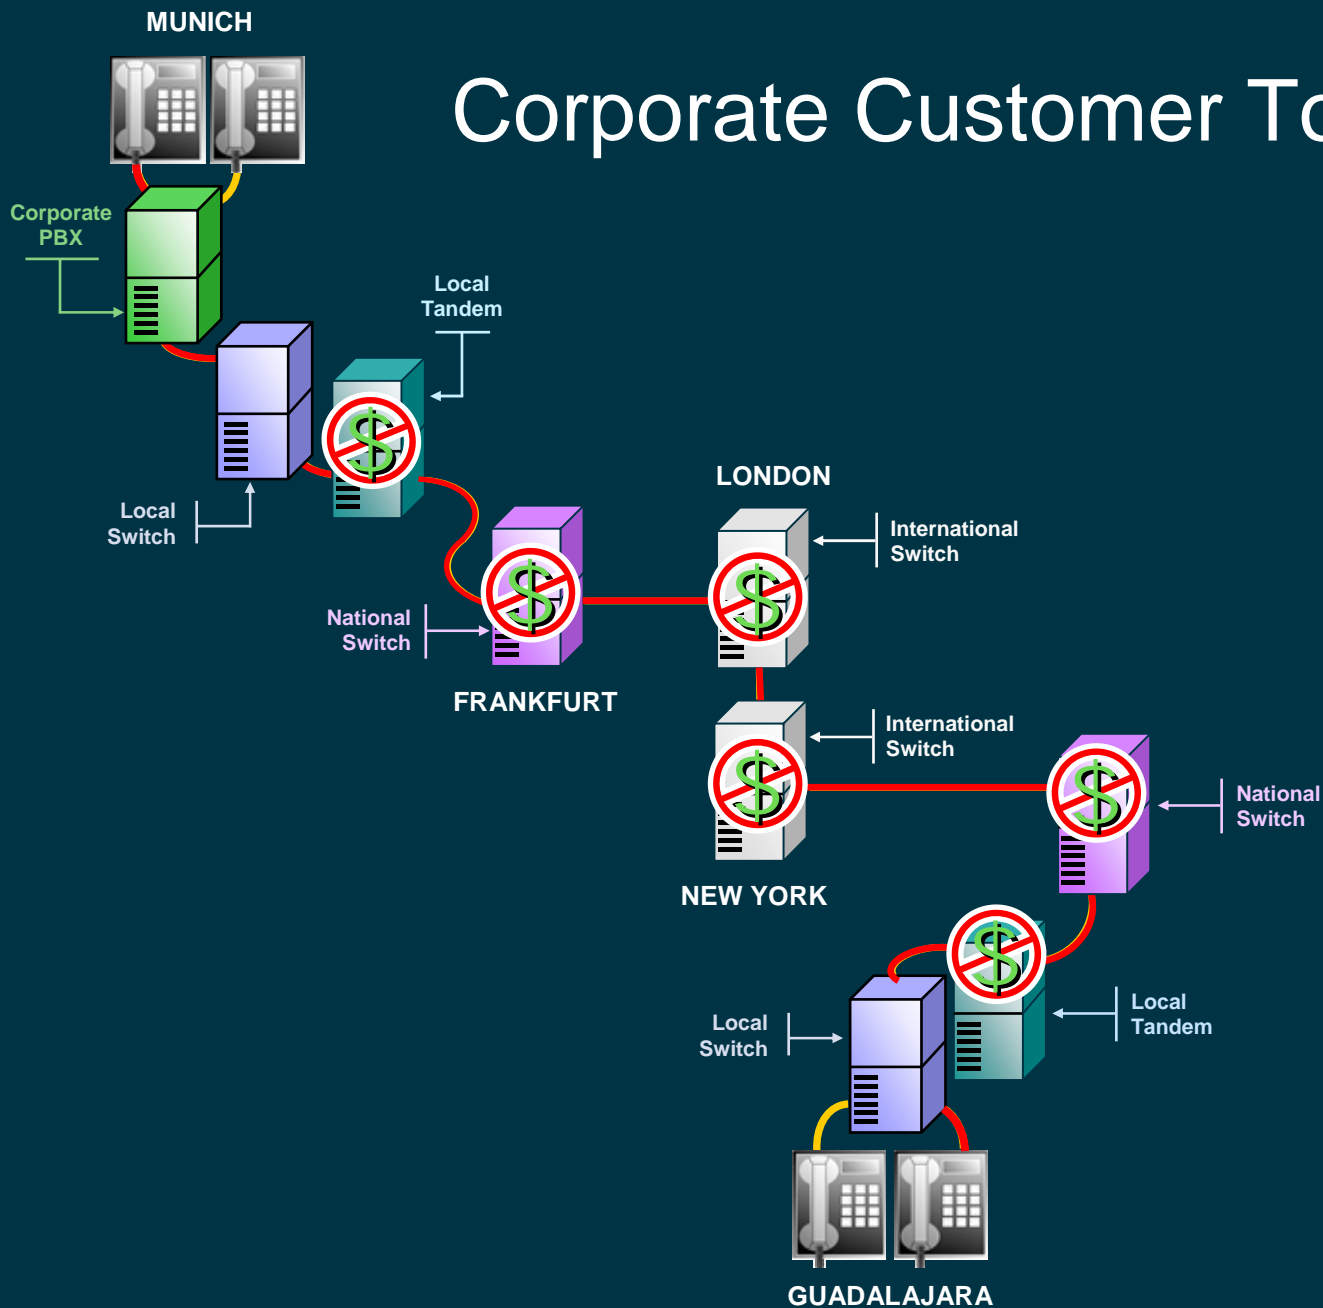 MUNICH
Corporate Customer To
Corporate
PBX
Local
Tandem
Local
Switch
LONDON
International
Switch
National
Switch
FRANKFURT
International
Switch
National
Switch
NEW YORK
Local
Switch
Local
Tandem
GUADALAJARA